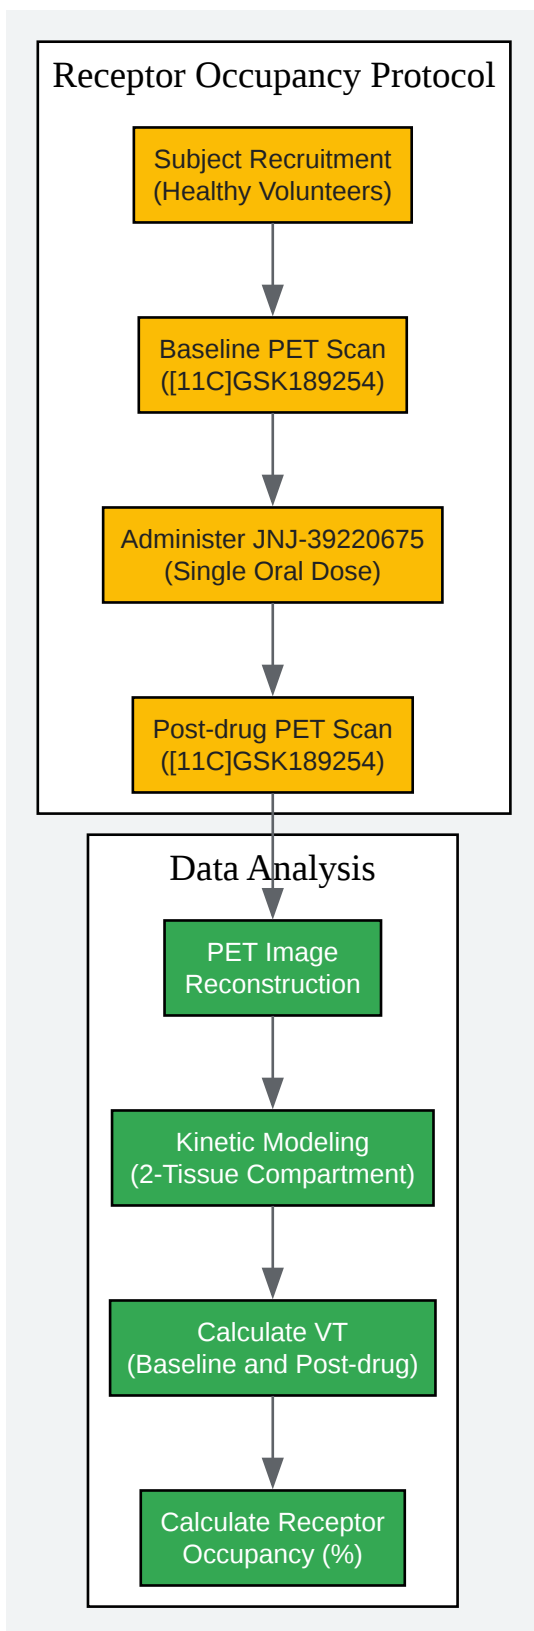 Receptor Occupancy Protocol
Subject Recruitment
(Healthy Volunteers)
Baseline PET Scan
([11C]GSK189254)
Administer JNJ-39220675
(Single Oral Dose)
Post-drug PET Scan
([11C]GSK189254)
Data Analysis
PET Image
Reconstruction
Kinetic Modeling
(2-Tissue Compartment)
Calculate VT
(Baseline and Post-drug)
Calculate Receptor
Occupancy (%)